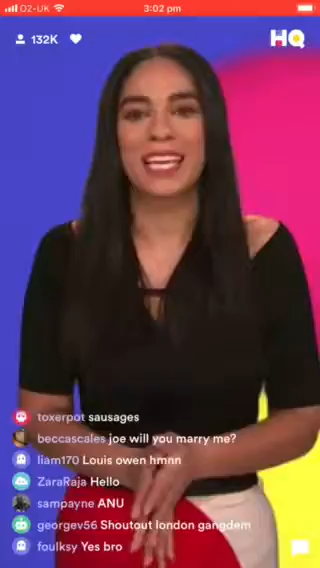 O2-UK 3:02 pm
132K HQ
toxerpot sausages
beccascales joe will you marry me?
liam170 Louis owen hmnn
ZaraRaja Hello
sampayne ANU
georgev56 Shoutout london gangdem
foulksy Yes bro